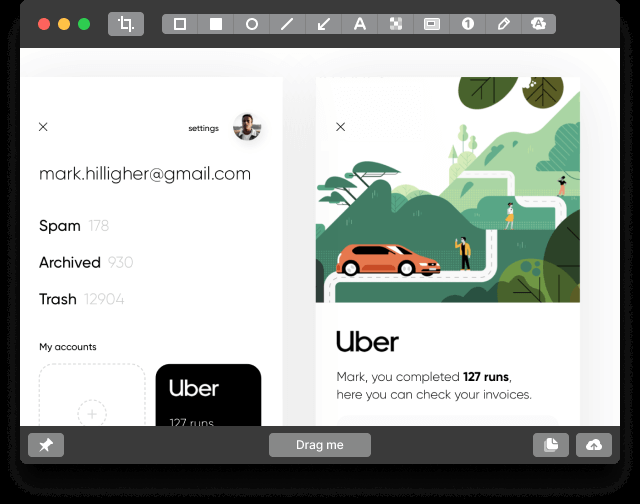 A
1
A
settings
mark.hilligher@gmail.com
Spam 178
Archived 930
Trash 12904
My accounts
Uber
127 runs
Uber
Mark, you completed 127 runs,
here you can check your invoices.
Drag me